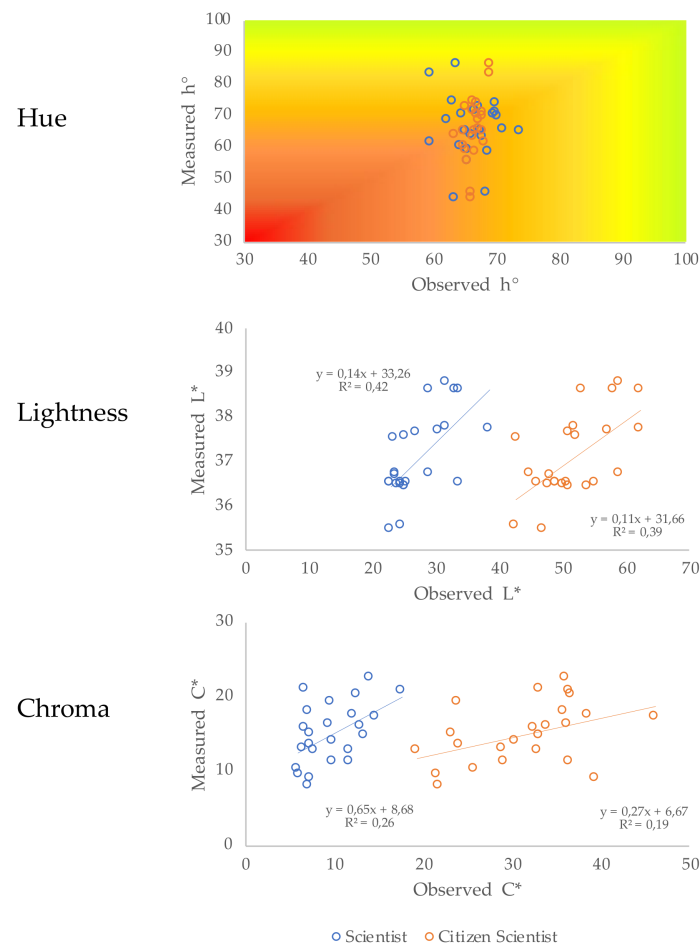 Hue
Measured h°
100
90
80
70
60
50
40
30
30 40 50 60 70 80 90 100
Observed h°
Lightness
Measured L*
39
38
37
36
35
y = 0,14x + 33,26
R² = 0,42
y = 0,11x + 31,66
R² = 0,39
0 10 20 30 40 50 60 70
Observed L*
Chroma
Measured C*
30
20
10
0
y = 0,65x + 8,68
R² = 0,26
y = 0,27x + 6,67
R² = 0,19
0 10 20 30 40 50
Observed C*
Scientist Citizen Scientist